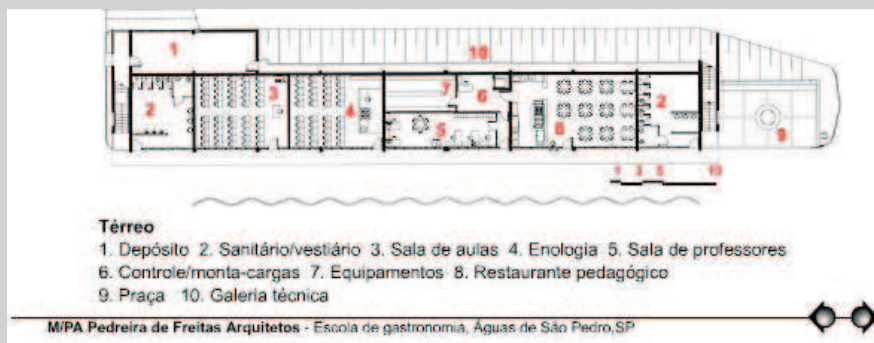 10
1
2
3
4
7
6
5
8
2
9
1 3 5 10
Térreo
1. Depósito 2. Sanitário/vestiário 3. Sala de aulas 4. Enologia 5. Sala de professores
6. Controle/monta-cargas 7. Equipamentos 8. Restaurante pedagógico
9. Praça 10. Galeria técnica
M/PA Pedreira de Freitas Arquitetos - Escola de gastronomia, Águas de São Pedro,SP